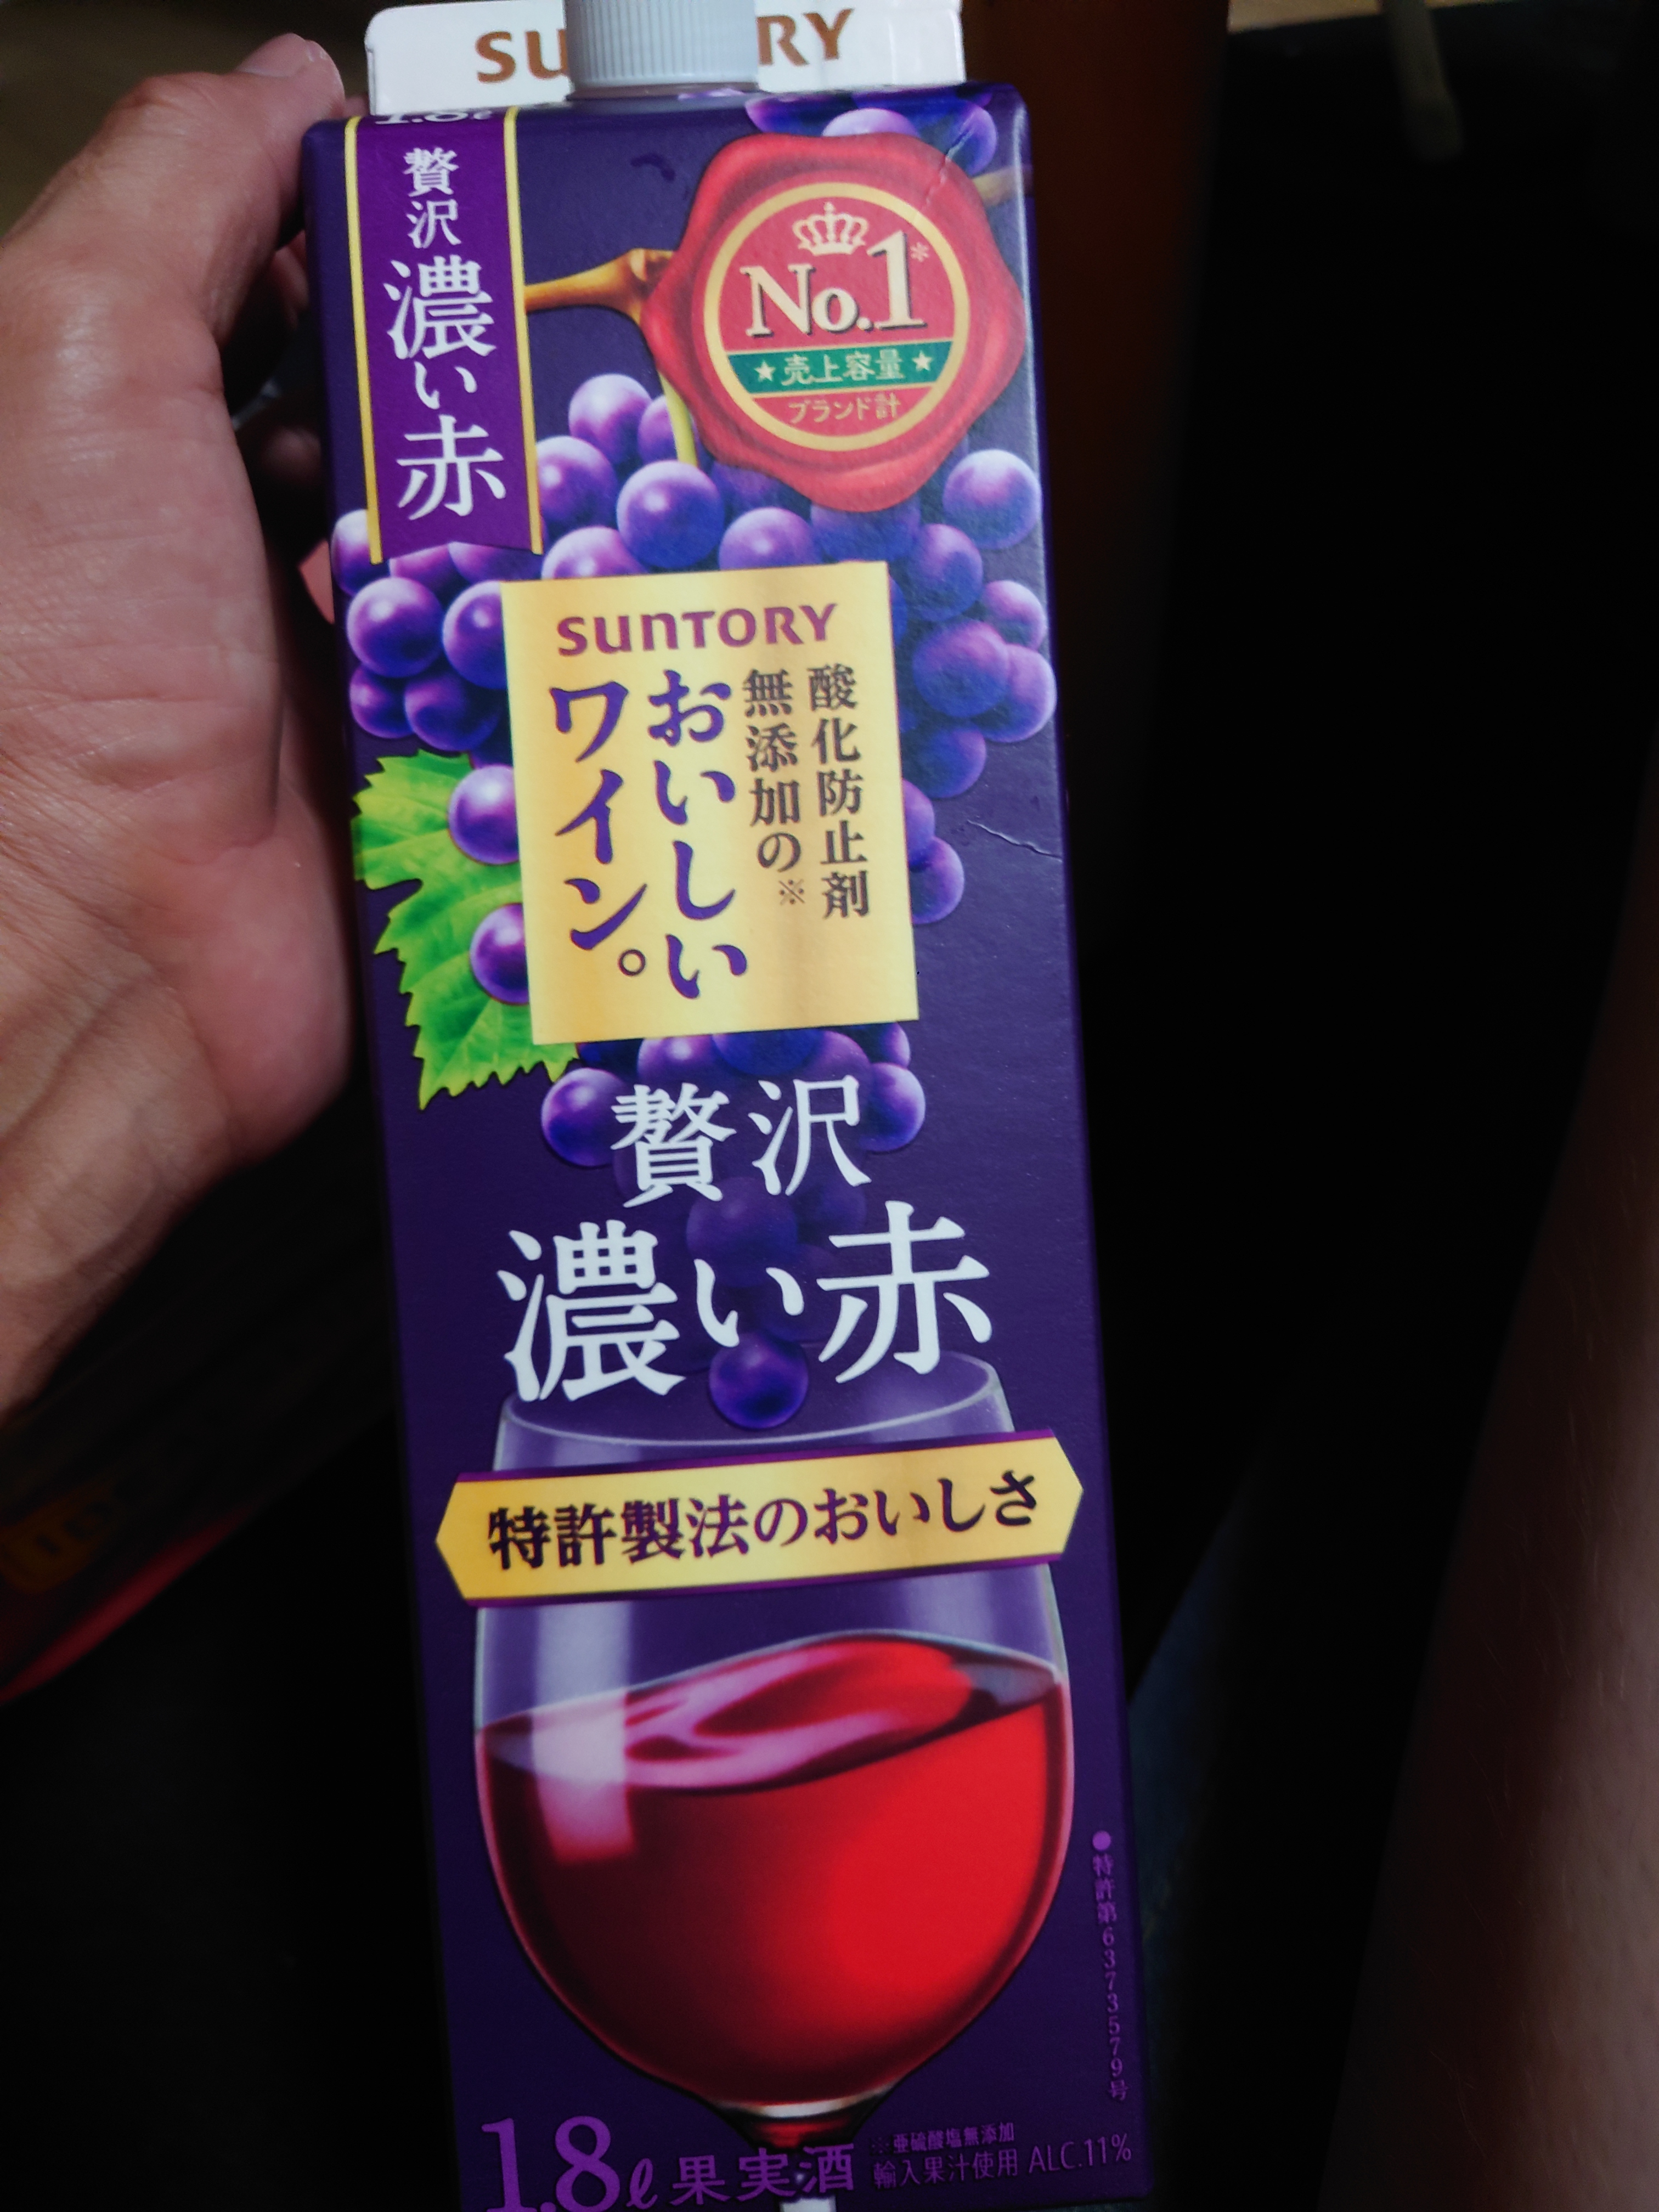 SU RY
1.8ℓ
贅沢濃い赤
No.1※
★売上容量★
ブランド計
SUNTORY
酸化防止剤
無添加の※
おいしい
ワイン。
贅沢
濃い赤
特許製法のおいしさ
●特許第6373579号
※亜硫酸塩無添加
1.8ℓ 果実酒 輸入果汁使用 ALC.11%